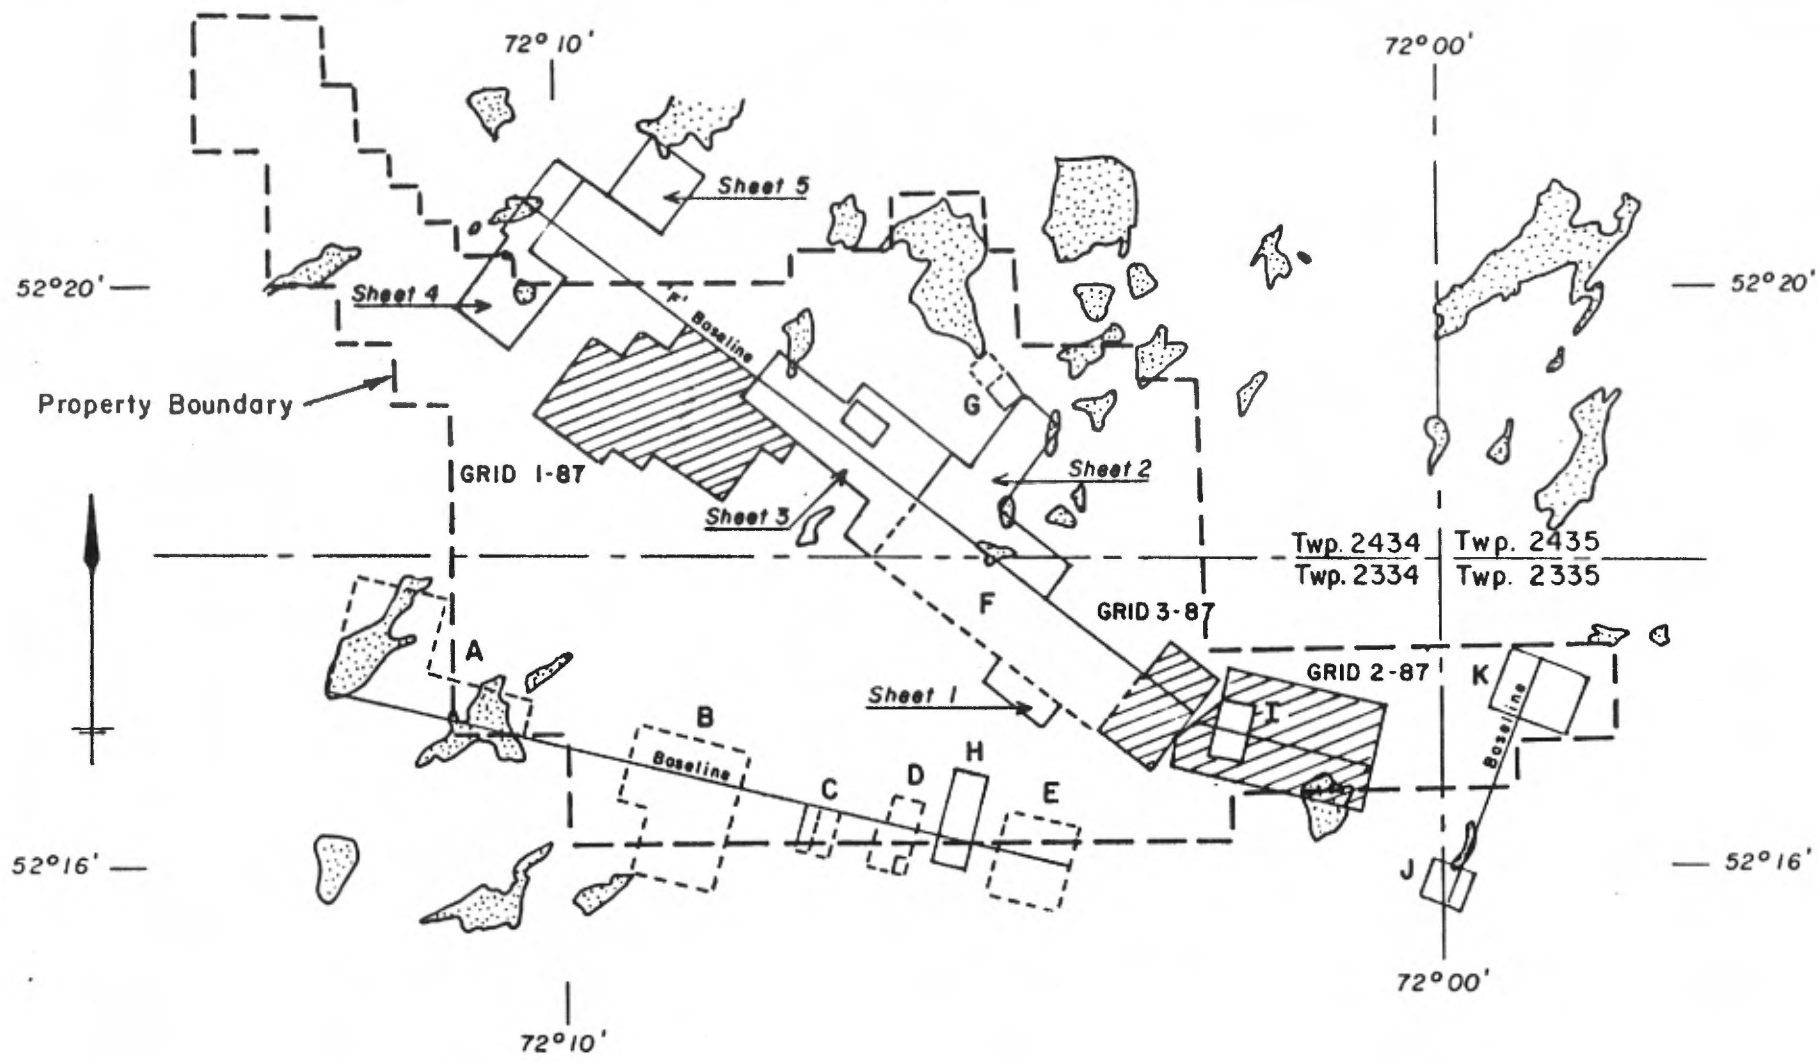 72° 10'
72° 00'
Sheet 5
52° 20'
52° 20'
Sheet 4
F'
Baseline
Property Boundary
G
GRID 1-87
Sheet 2
Sheet 3
Twp. 2434
Twp. 2435
Twp. 2334
Twp. 2335
F
GRID 3-87
A
GRID 2-87
K
Sheet 1
B
I
Baseline
Baseline
H
C
D
E
52° 16'
52° 16'
J
72° 00'
72° 10'